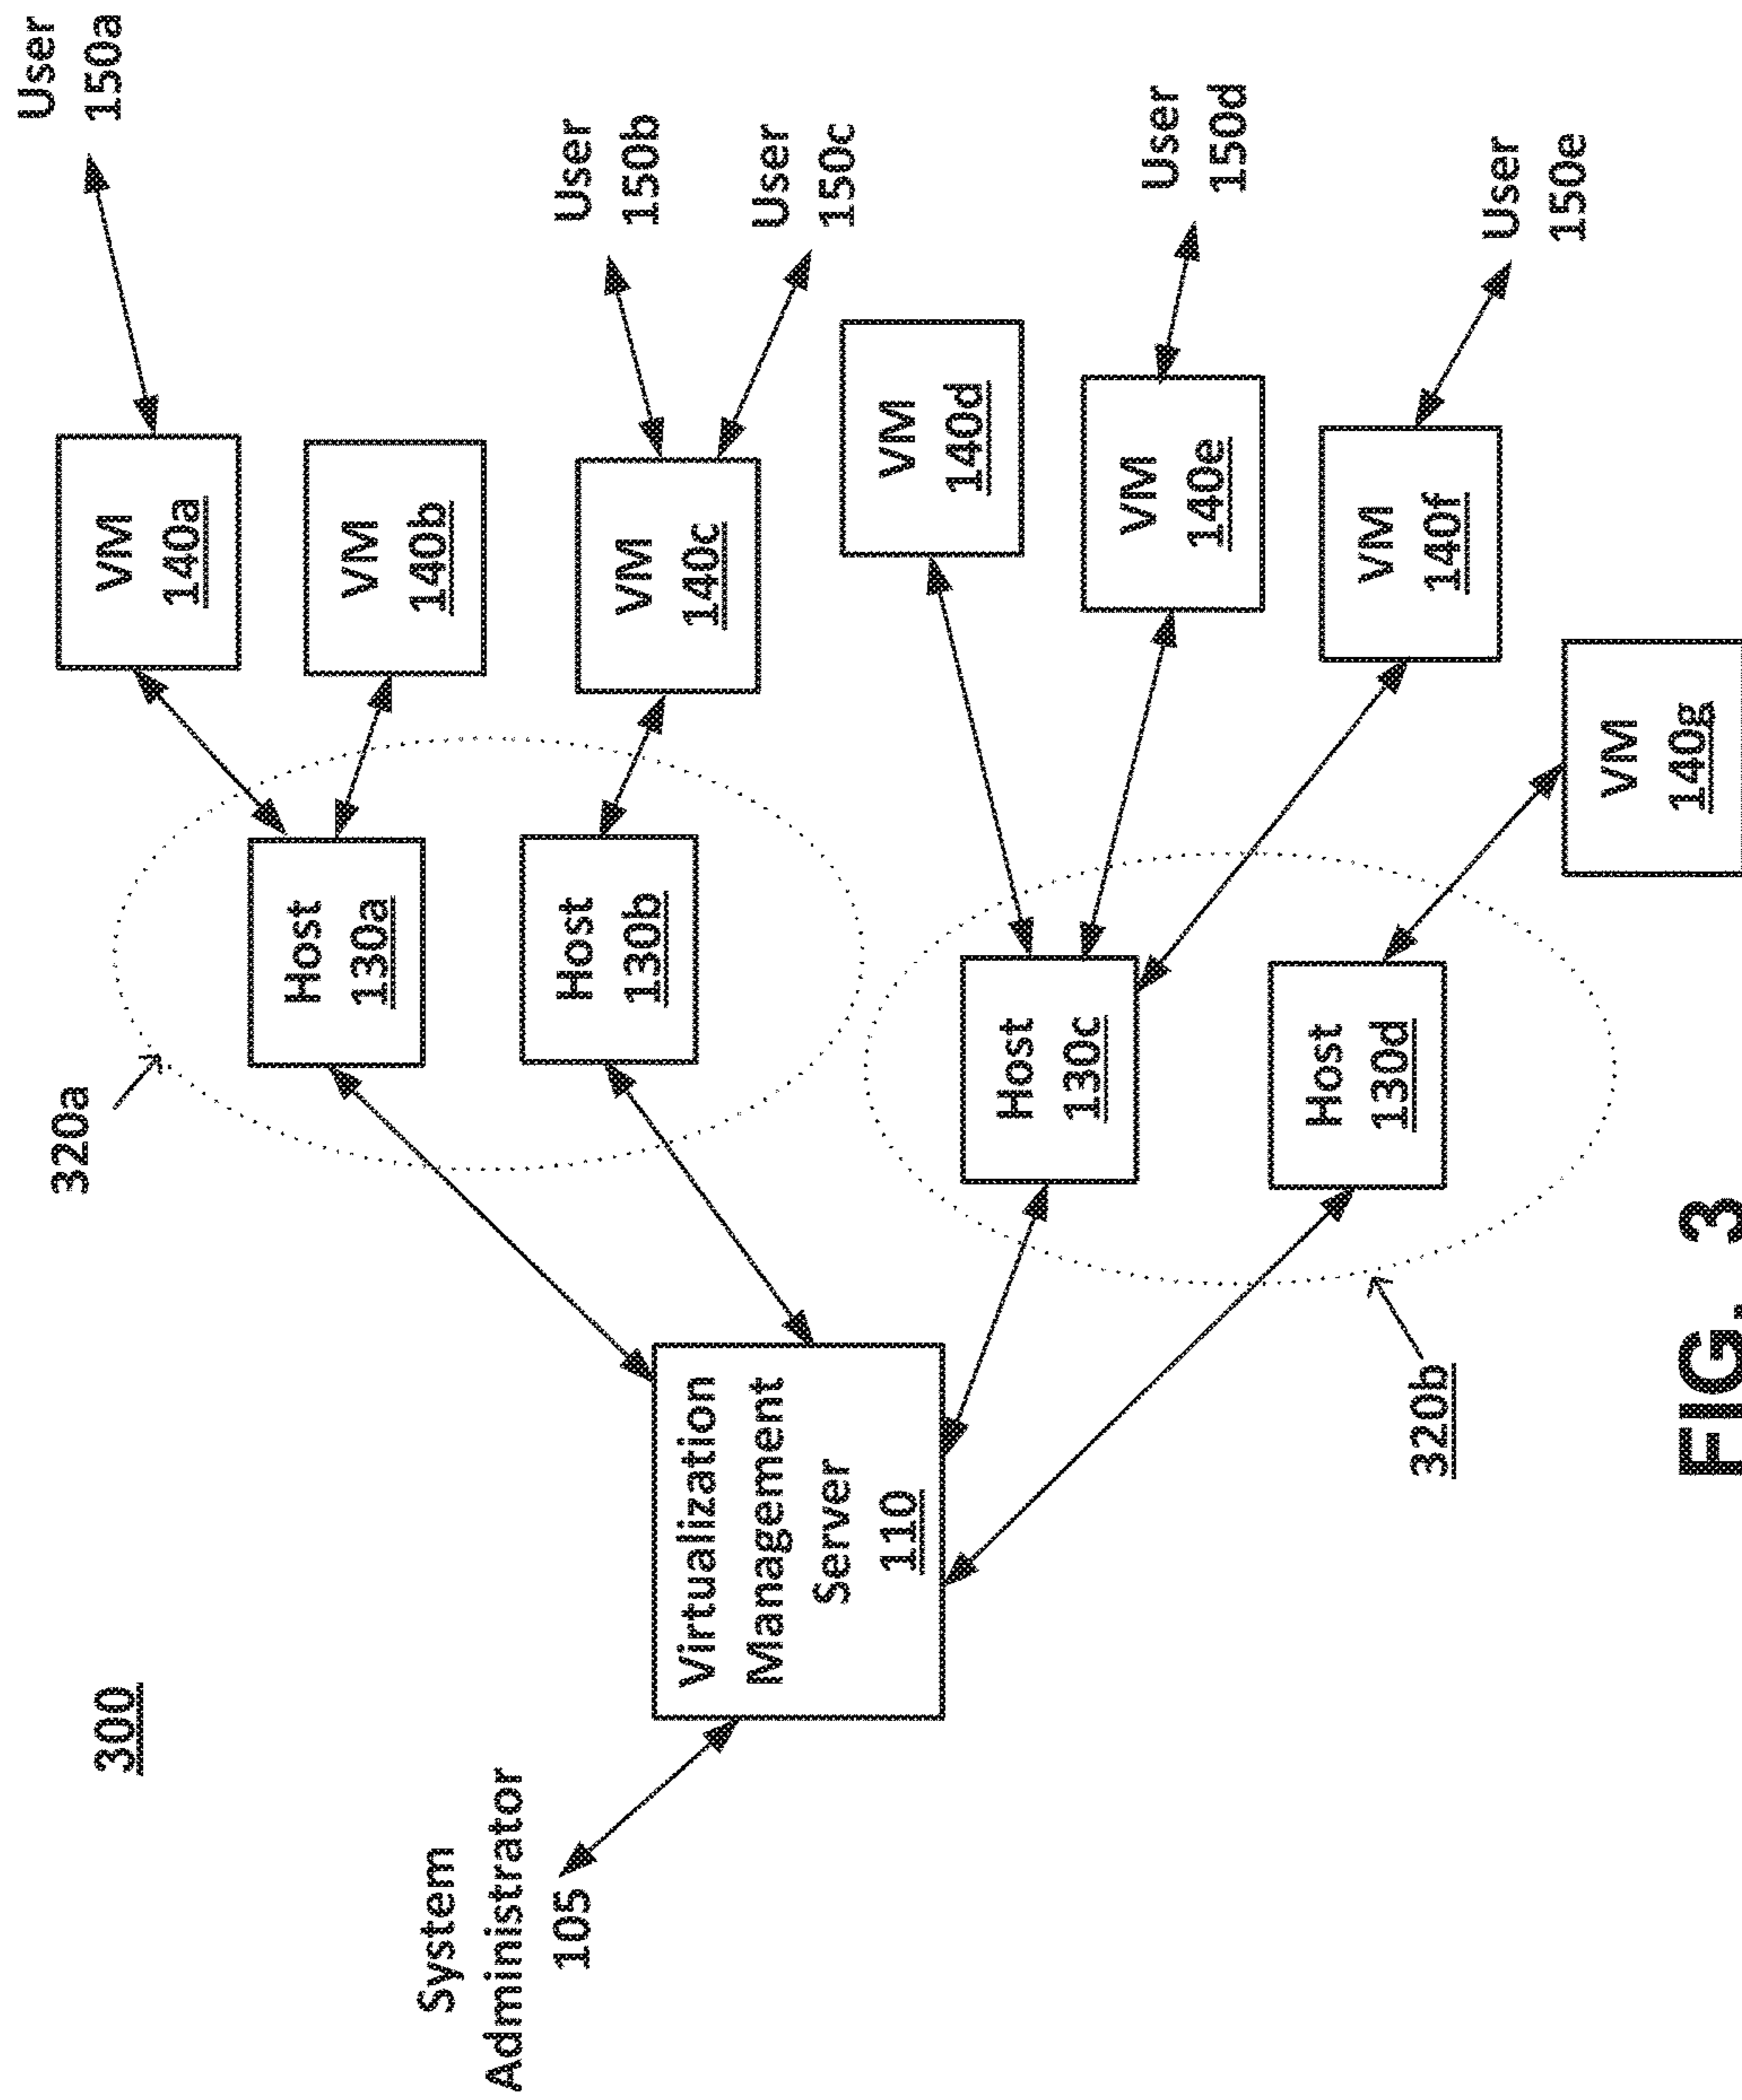 300
System
Administrator
105
Virtualization
Management
Server
110
320a
Host
130a
Host
130b
Host
130c
Host
130d
320b
VM
140a
VM
140b
VM
140c
VM
140d
VM
140e
VM
140f
VM
140g
User
150a
User
150b
User
150c
User
150d
User
150e
FIG. 3